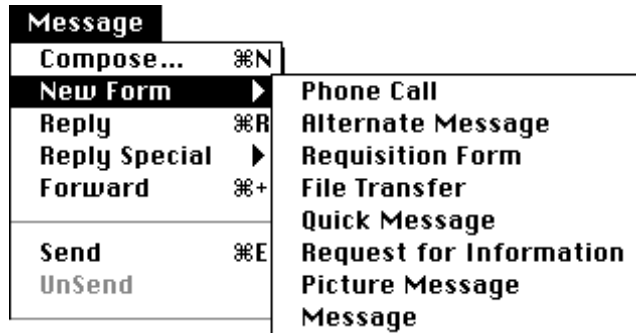 Message
Compose... ⌘N
New Form ▶
Reply ⌘R
Reply Special ▶
Forward ⌘+
Send ⌘E
UnSend
Phone Call
Alternate Message
Requisition Form
File Transfer
Quick Message
Request for Information
Picture Message
Message